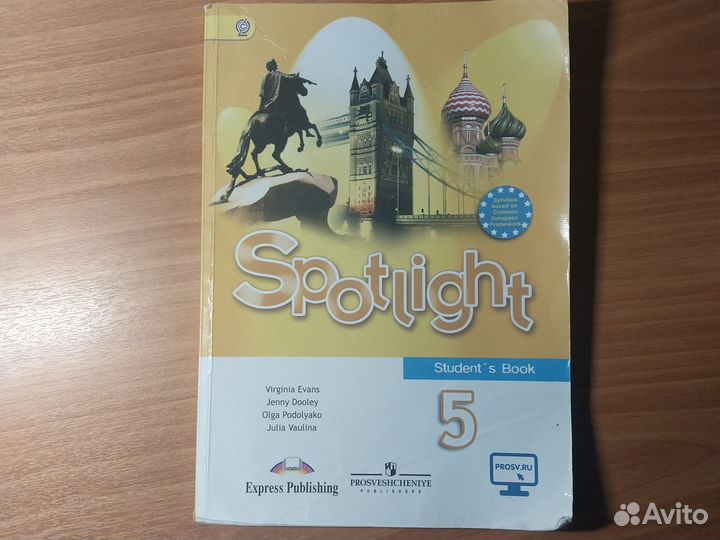 Syllabus
based on
Common
European
Framework
Spotlight
Student´s Book
5
Virginia Evans
Jenny Dooley
Olga Podolyako
Julia Vaulina
Express Publishing
PROSVESHCHENIYE
PUBLISHERS
PROSV.RU
Avito